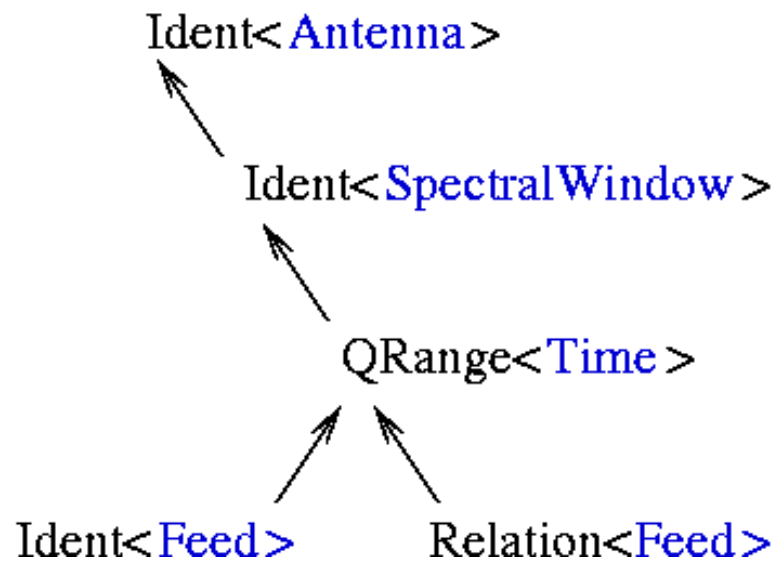 Ident<Antenna>
Ident<SpectralWindow>
QRange<Time>
Ident<Feed> Relation<Feed>